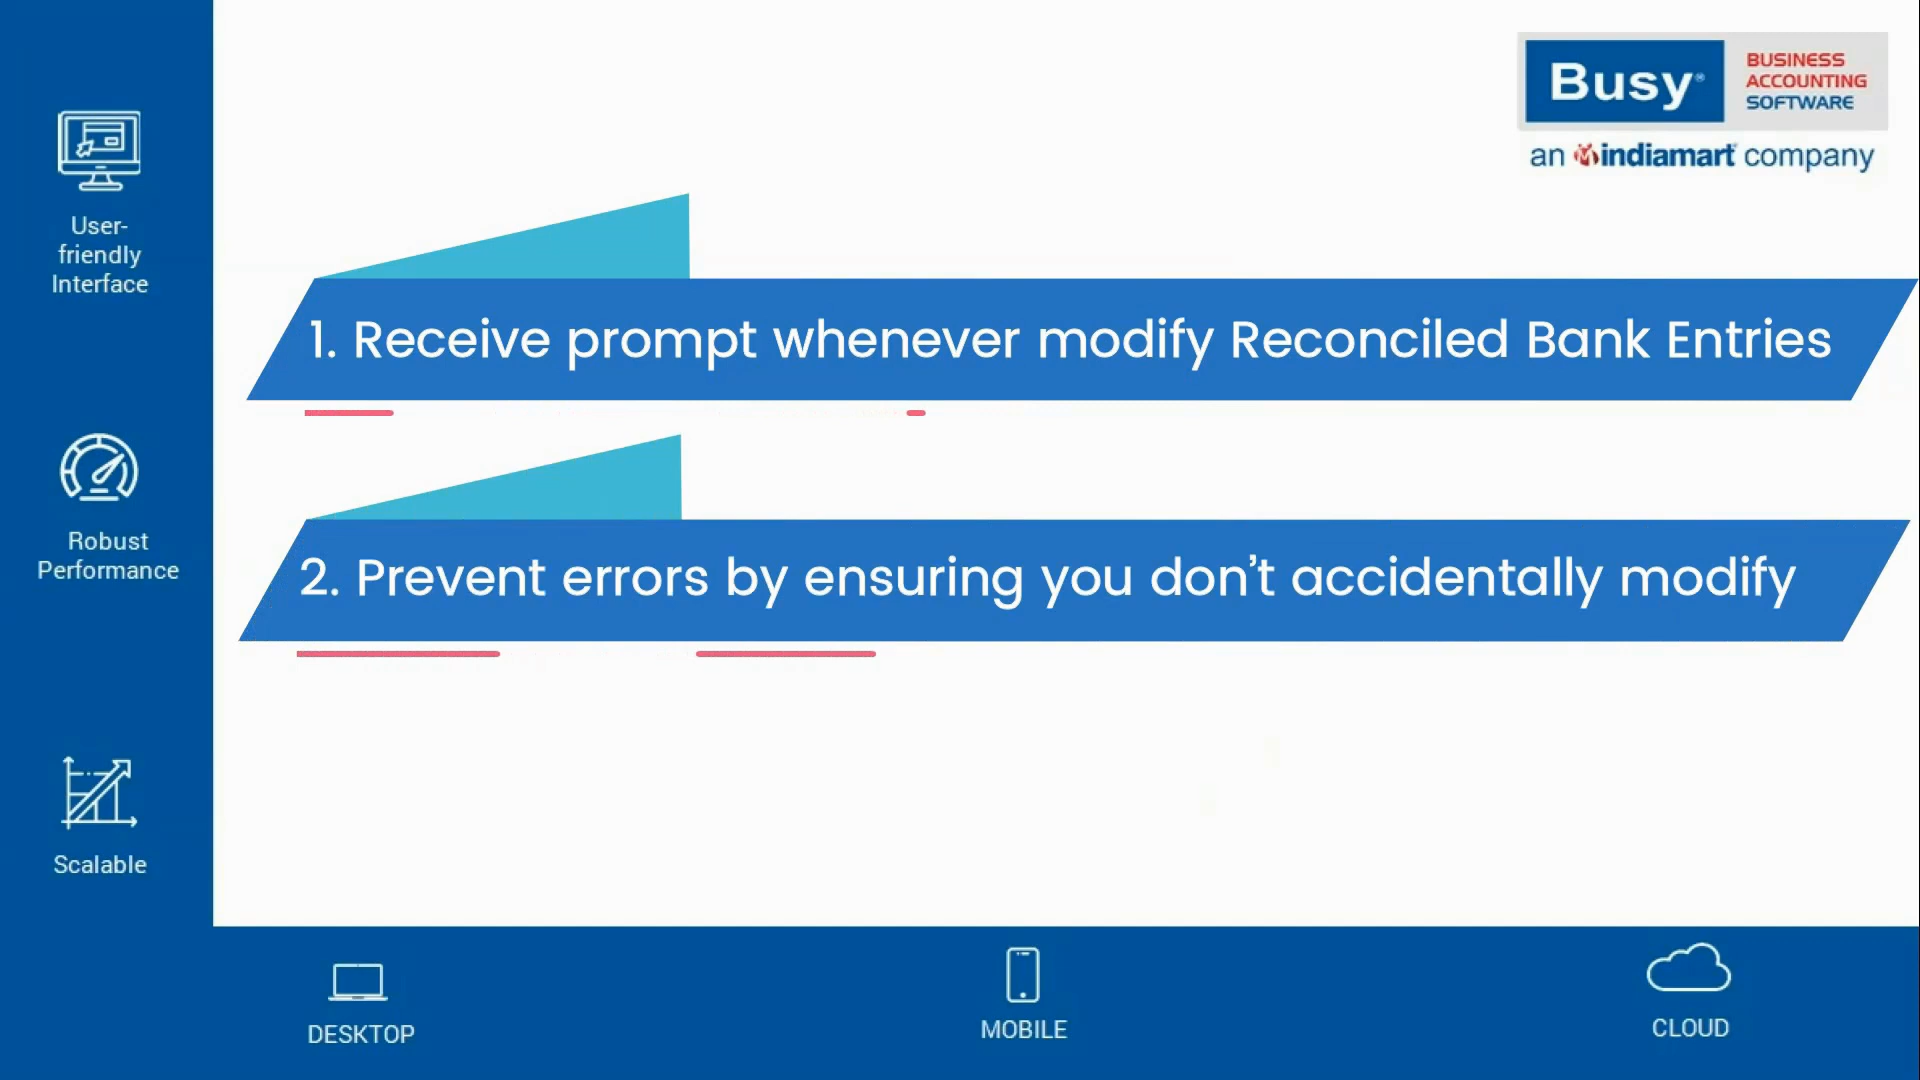 Busy®
BUSINESS
ACCOUNTING
SOFTWARE
an indiamart company
User-
friendly
Interface
1. Receive prompt whenever modify Reconciled Bank Entries
Robust
Performance
2. Prevent errors by ensuring you don’t accidentally modify
Scalable
DESKTOP
MOBILE
CLOUD